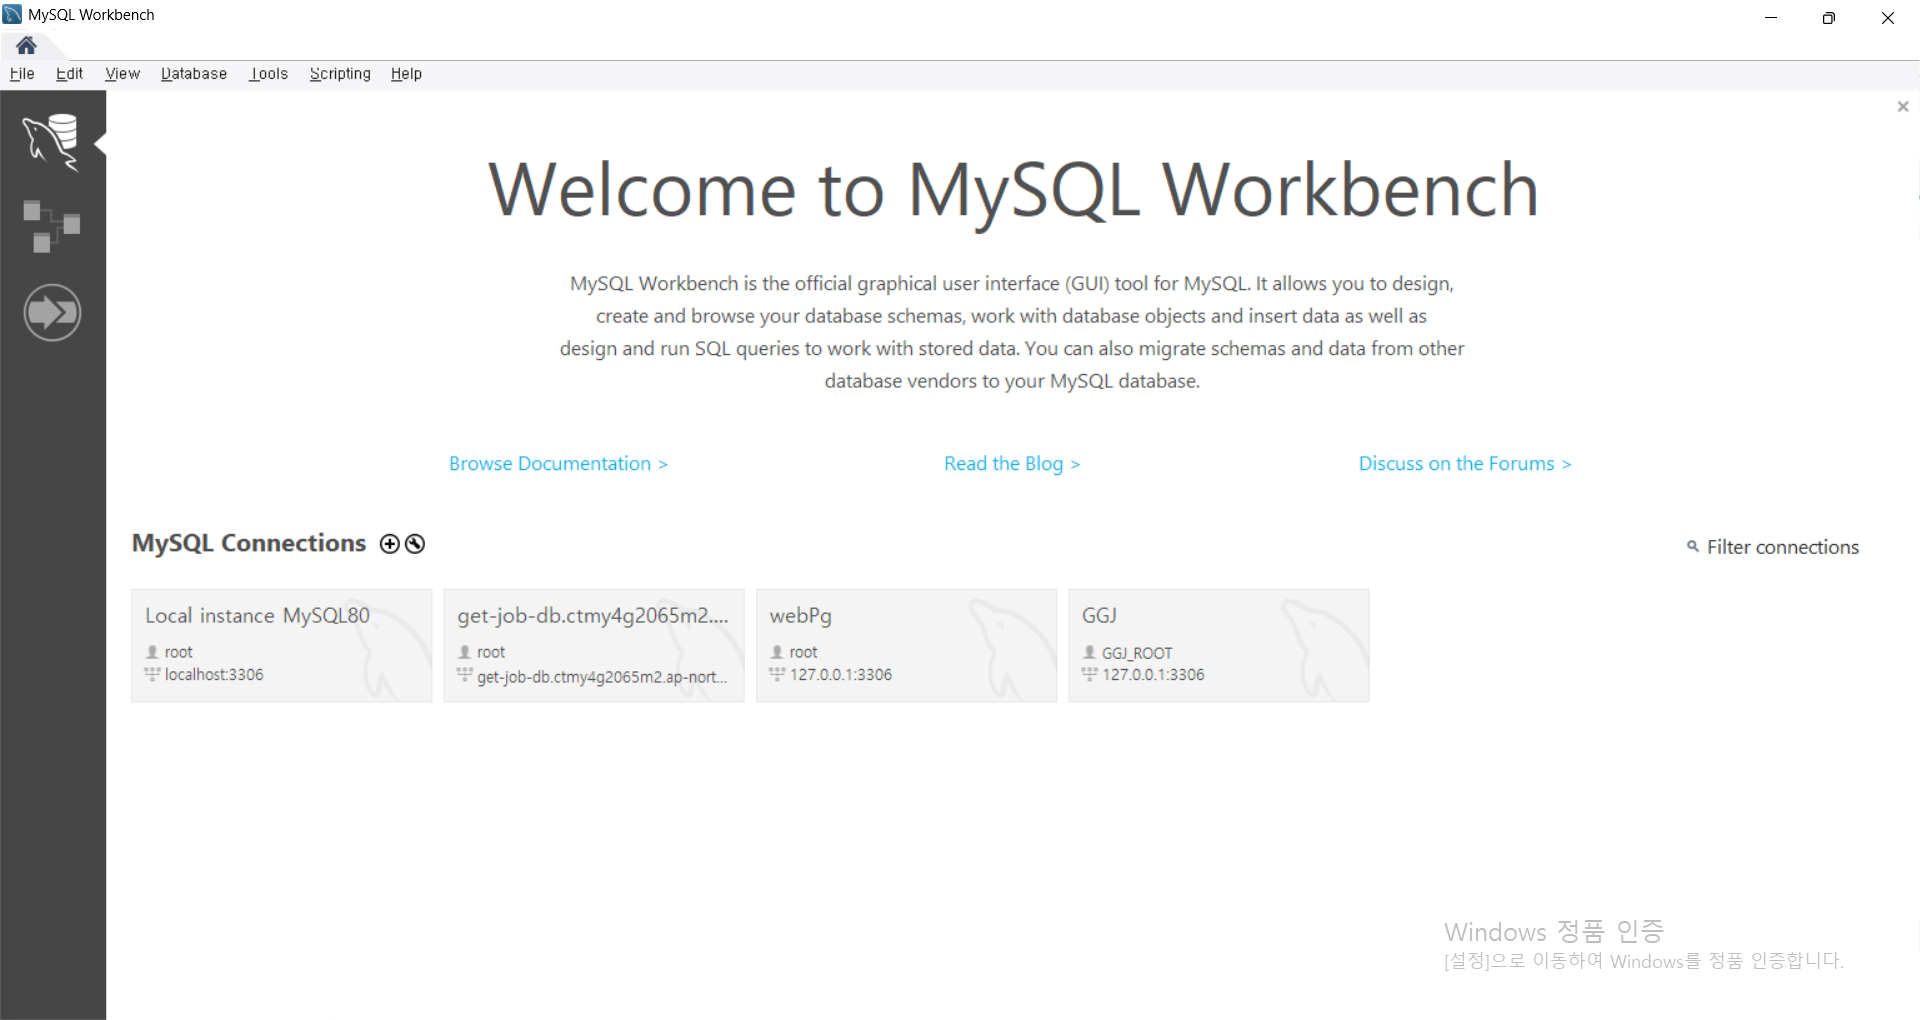 MySQL Workbench
File Edit View Database Tools Scripting Help
Welcome to MySQL Workbench
MySQL Workbench is the official graphical user interface (GUI) tool for MySQL. It allows you to design,
create and browse your database schemas, work with database objects and insert data as well as
design and run SQL queries to work with stored data. You can also migrate schemas and data from other
database vendors to your MySQL database.
Browse Documentation >
Read the Blog >
Discuss on the Forums >
MySQL Connections
Filter connections
Local instance MySQL80
root
localhost:3306
get-job-db.ctmy4g2065m2....
root
get-job-db.ctmy4g2065m2.ap-nort...
webPg
root
127.0.0.1:3306
GGJ
GGJ_ROOT
127.0.0.1:3306
Windows 정품 인증
[설정]으로 이동하여 Windows를 정품 인증합니다.